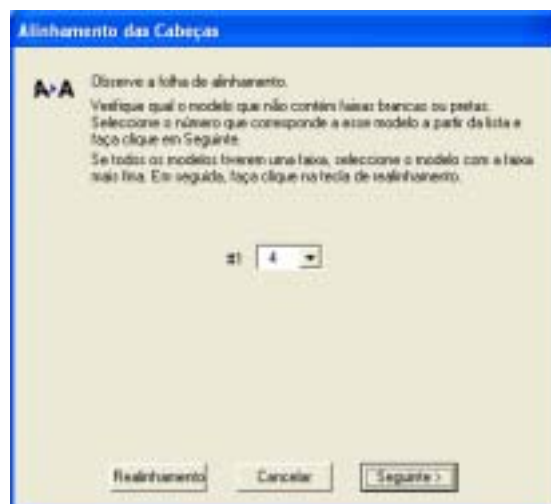 Alinhamento das Cabeças
A›A
Observe a folha de alinhamento.
Verifique qual o modelo que não contém faixas brancas ou pretas.
Seleccione o número que corresponde a esse modelo a partir da lista e
faça clique em Seguinte.
Se todos os modelos tiverem uma faixa, seleccione o modelo com a faixa
mais fina. Em seguida, faça clique na tecla de realinhamento.
#1 4
Realinhamento Cancelar Seguinte >